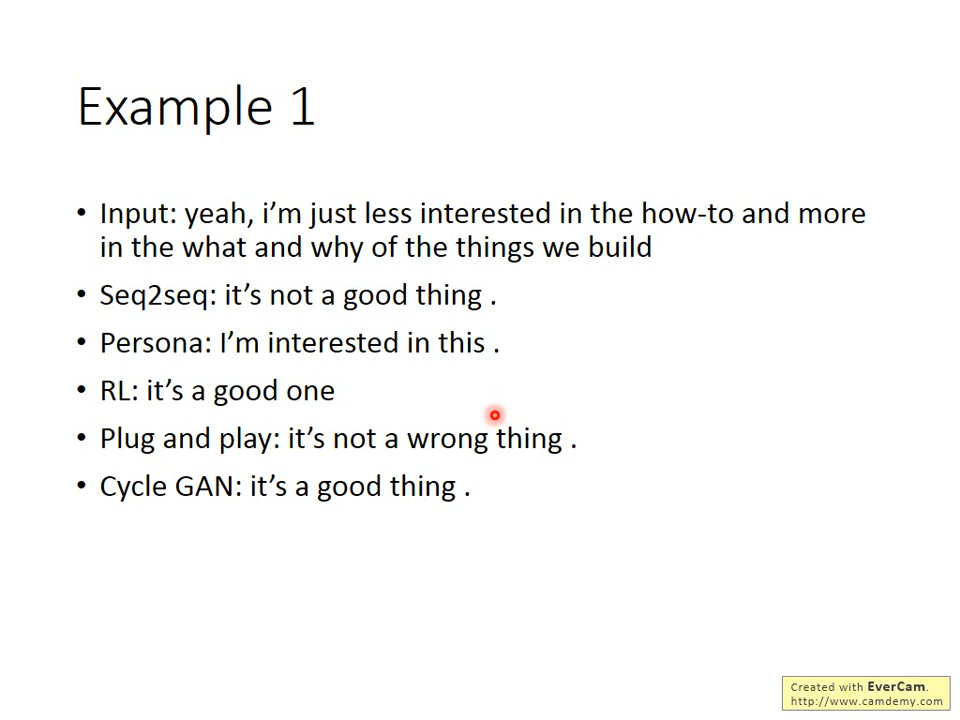 Example 1
• Input: yeah, i’m just less interested in the how-to and more
in the what and why of the things we build
• Seq2seq: it’s not a good thing .
• Persona: I’m interested in this .
• RL: it’s a good one
• Plug and play: it’s not a wrong thing .
• Cycle GAN: it’s a good thing .
Created with EverCam.
http://www.camdemy.com